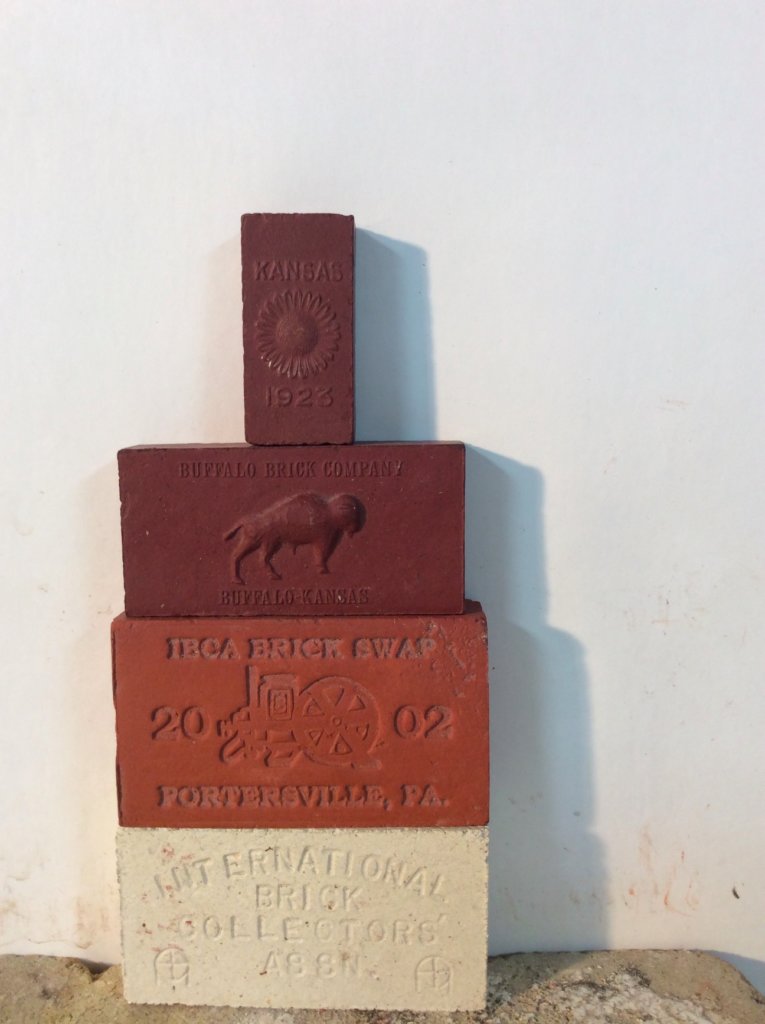 KANSAS
1923
BUFFALO BRICK COMPANY
BUFFALO-KANSAS
IBCA BRICK SWAP
20 02
PORTERSVILLE, PA.
INTERNATIONAL
BRICK
COLLECTORS'
ASSN.